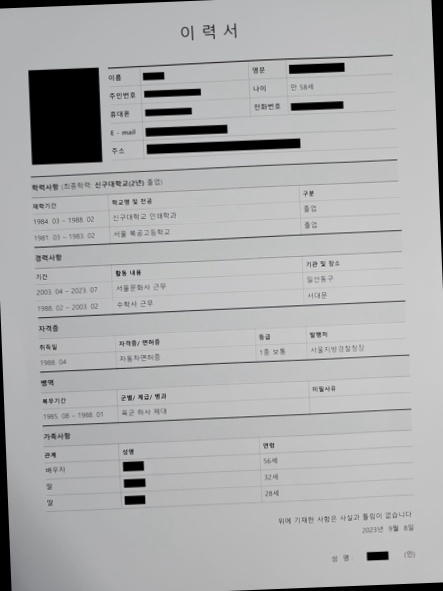 이력서
이름 영문
주민번호 나이 만 58세
휴대폰 전화번호
E - mail
주소
학력사항 (최종학력: 신구대학교(2년) 졸업)
재학기간 학교명 및 전공 구분
1984. 03 ~ 1988. 02 신구대학교 인쇄학과 졸업
1981. 03 ~ 1983. 02 서울 북공고등학교 졸업
경력사항
기간 활동 내용 기관 및 장소
2003. 04 ~ 2023. 07 서울문화사 근무 일산동구
1988. 02 ~ 2003. 02 수학사 근무 서대문
자격증
취득일 자격증/ 면허증 등급 발행처
1988. 04 자동차면허증 1종 보통 서울지방경찰청장
병역
복무기간 군별/ 계급/ 병과 미필사유
1985. 08 ~ 1988. 01 육군 하사 제대
가족사항
관계 성명 연령
배우자 56세
딸 32세
딸 28세
위에 기재한 사항은 사실과 틀림이 없습니다
2023년 9월 8일
성 명 : (인)